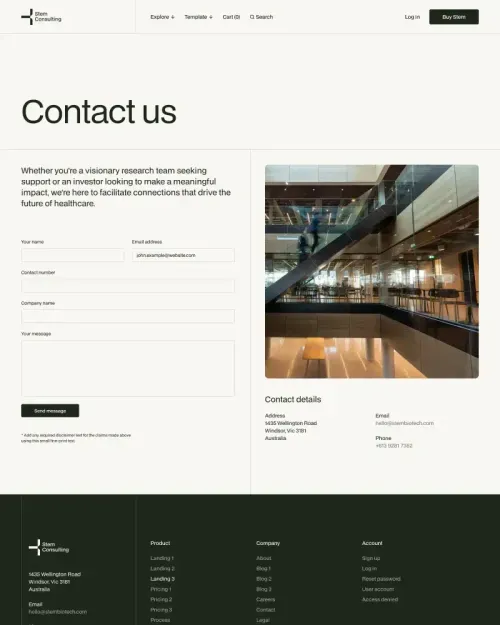 Stem
Consulting
Explore ↓
Template ↓
Cart (0)
Search
Log in
Buy Stem
Contact us
Whether you're a visionary research team seeking
support or an investor looking to make a meaningful
impact, we're here to facilitate connections that drive the
future of healthcare.
Your name
Email address
john.example@website.com
Contact number
Company name
Your message
Send message
* Add any required disclaimer text for the claims made above
using this small fine print text
Contact details
Address
1435 Wellington Road
Windsor, Vic 3181
Australia
Email
hello@stembiotech.com
Phone
+613 9281 7362
Stem
Consulting
1435 Wellington Road
Windsor, Vic 3181
Australia
Email
hello@stembiotech.com
Product
Landing 1
Landing 2
Landing 3
Pricing 1
Pricing 2
Pricing 3
Process
Company
About
Blog 1
Blog 2
Blog 3
Careers
Contact
Legal
Account
Sign up
Log in
Reset password
User account
Access denied